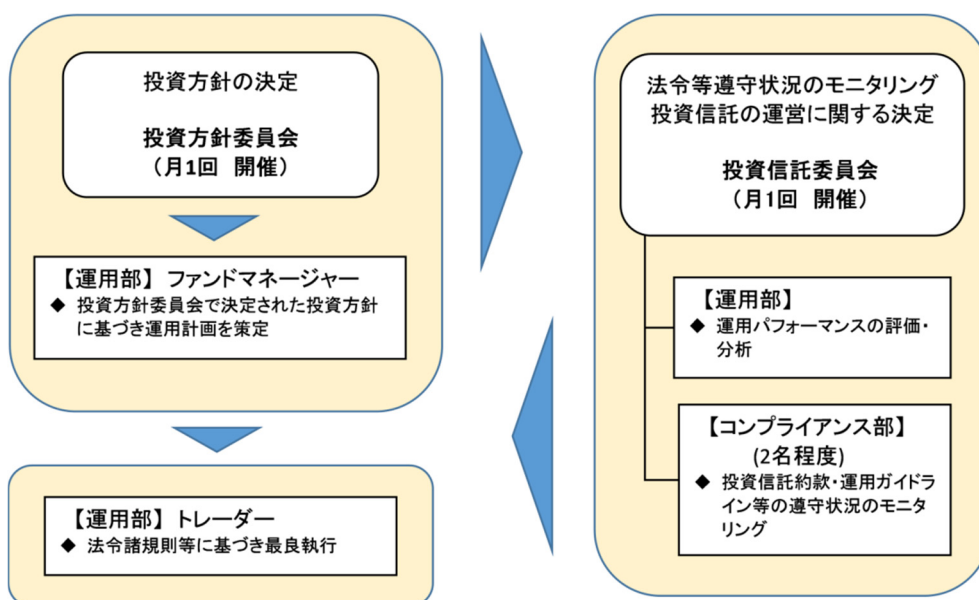 投資方針の決定
投資方針委員会
（月1回 開催）
【運用部】 ファンドマネージャー
◆ 投資方針委員会で決定された投資方針
に基づき運用計画を策定
【運用部】 トレーダー
◆ 法令諸規則等に基づき最良執行
法令等遵守状況のモニタリング
投資信託の運営に関する決定
投資信託委員会
（月1回 開催）
【運用部】
◆ 運用パフォーマンスの評価・
分析
【コンプライアンス部】
(2名程度)
◆ 投資信託約款・運用ガイドラ
イン等の遵守状況のモニタ
リング